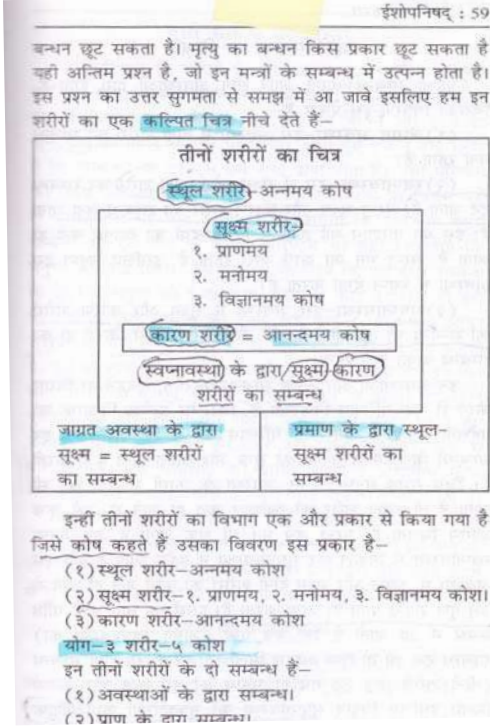 ईशोपनिषद् : 59
बन्धन छूट सकता है। मृत्यु का बन्धन किस प्रकार छूट सकता है
यही अन्तिम प्रश्न है, जो इन मन्त्रों के सम्बन्ध में उत्पन्न होता है।
इस प्रश्न का उत्तर सुगमता से समझ में आ जावे इसलिए हम इन
शरीरों का एक कल्पित चित्र नीचे देते हैं–
तीनों शरीरों का चित्र
स्थूल शरीर-अन्नमय कोष
सूक्ष्म शरीर-
१. प्राणमय
२. मनोमय
३. विज्ञानमय कोष
कारण शरीर = आनन्दमय कोष
स्वप्नावस्था के द्वारा सूक्ष्म-कारण
शरीरों का सम्बन्ध
जाग्रत अवस्था के द्वारा
सूक्ष्म = स्थूल शरीरों
का सम्बन्ध
प्रमाण के द्वारा स्थूल–
सूक्ष्म शरीरों का
सम्बन्ध
इन्हीं तीनों शरीरों का विभाग एक और प्रकार से किया गया है
जिसे कोष कहते हैं उसका विवरण इस प्रकार है–
(१) स्थूल शरीर–अन्नमय कोश
(२) सूक्ष्म शरीर–१. प्राणमय, २. मनोमय, ३. विज्ञानमय कोश।
(३) कारण शरीर–आनन्दमय कोश
योग–३ शरीर–५ कोश
इन तीनों शरीरों के दो सम्बन्ध हैं–
(१) अवस्थाओं के द्वारा सम्बन्ध।
(२) प्राण के द्वारा सम्बन्ध।